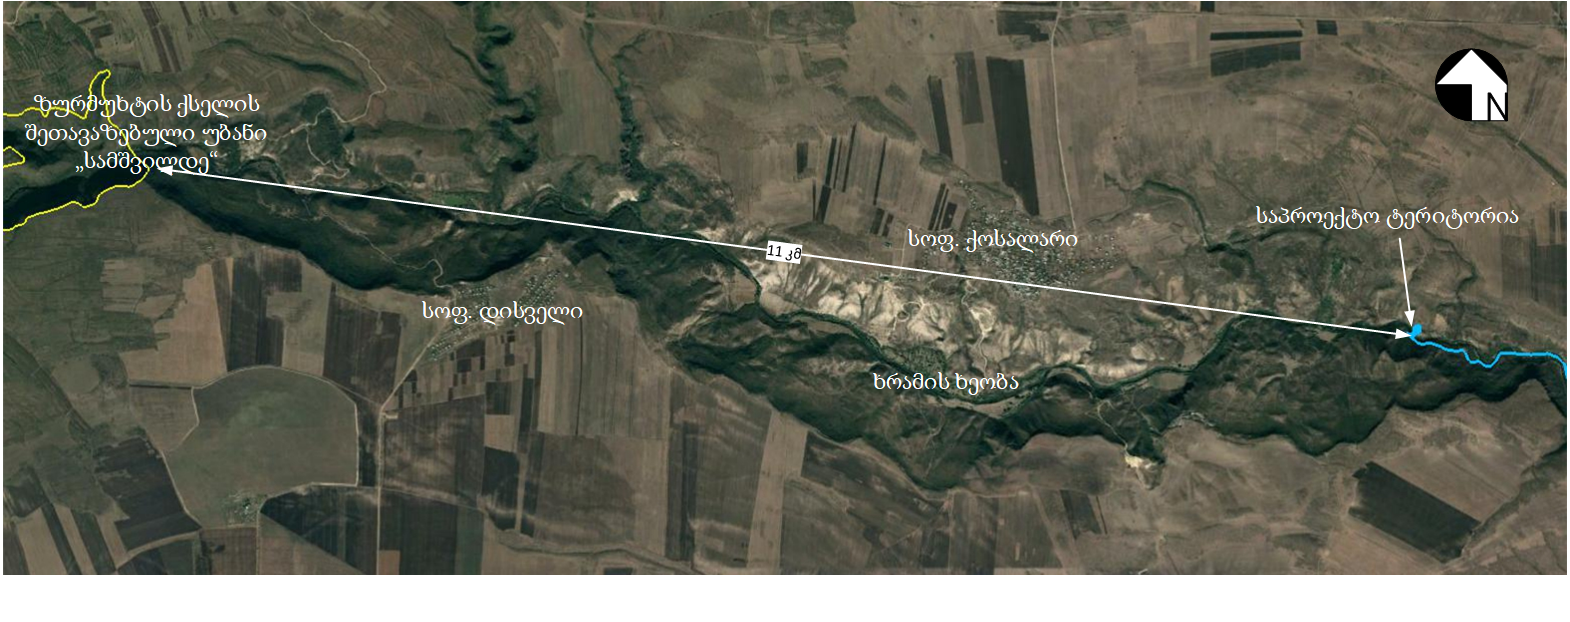 ზურმუხტის ქსელის
შეთავაზებული უბანი
„სამშვილდე“
N
საპროექტო ტერიტორია
სოფ. ქოსალარი
11 კმ
სოფ. დისველი
ხრამის ხეობა